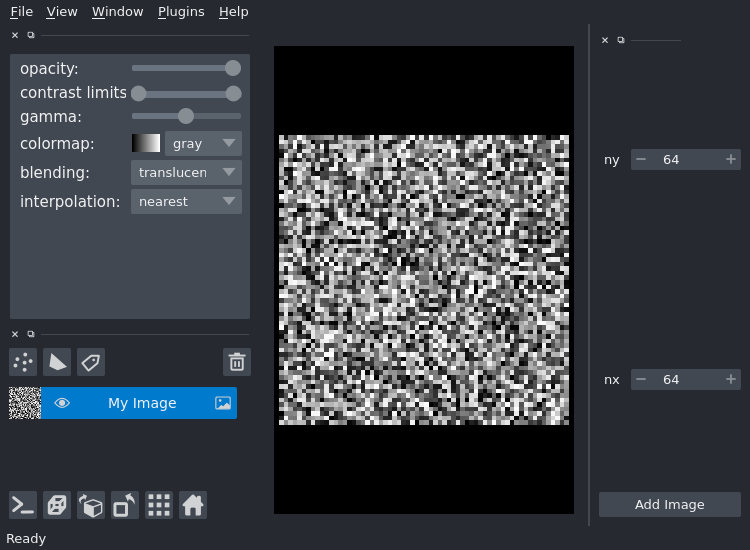 File View Window Plugins Help
opacity:
contrast limits
gamma:
colormap: gray
blending: translucen
interpolation: nearest
ny 64
My Image
nx 64
Add Image
Ready